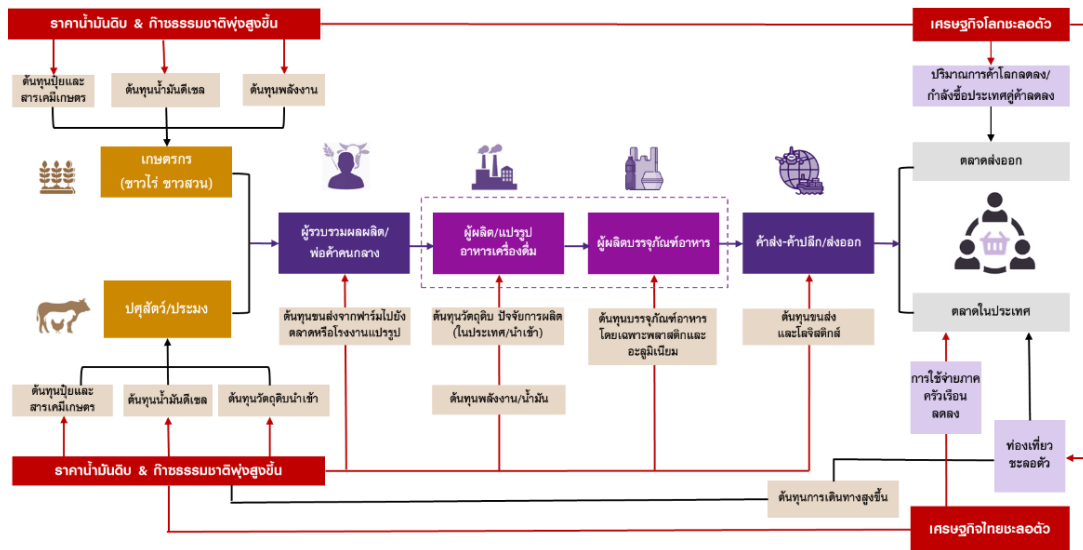 ราคาน้ำมันดิบ & ก๊าซธรรมชาติพุ่งสูงขึ้น
เศรษฐกิจโลกชะลอตัว
ต้นทุนปุ๋ยและ
สารเคมีเกษตร
ต้นทุนน้ำมันดีเซล
ต้นทุนพลังงาน
ปริมาณการค้าโลกลดลง/
กำลังซื้อประเทศคู่ค้าลดลง
เกษตรกร
(ชาวไร่ ชาวสวน)
ตลาดส่งออก
ผู้รวบรวมผลผลิต/
พ่อค้าคนกลาง
ผู้ผลิต/แปรรูป
อาหารเครื่องดื่ม
ผู้ผลิตบรรจุภัณฑ์อาหาร
ค้าส่ง-ค้าปลีก/ส่งออก
ปศุสัตว์/ประมง
ตลาดในประเทศ
ต้นทุนขนส่งจากฟาร์มไปยัง
ตลาดหรือโรงงานแปรรูป
ต้นทุนวัตถุดิบ ปัจจัยการผลิต
(ในประเทศ/นำเข้า)
ต้นทุนบรรจุภัณฑ์อาหาร
โดยเฉพาะพลาสติกและ
อะลูมิเนียม
ต้นทุนขนส่ง
และโลจิสติกส์
ต้นทุนปุ๋ยและ
สารเคมีเกษตร
ต้นทุนน้ำมันดีเซล
ต้นทุนวัตถุดิบนำเข้า
ต้นทุนพลังงาน/น้ำมัน
การใช้จ่ายภาค
ครัวเรือน
ลดลง
ท่องเที่ยว
ชะลอตัว
ราคาน้ำมันดิบ & ก๊าซธรรมชาติพุ่งสูงขึ้น
ต้นทุนการเดินทางสูงขึ้น
เศรษฐกิจไทยชะลอตัว